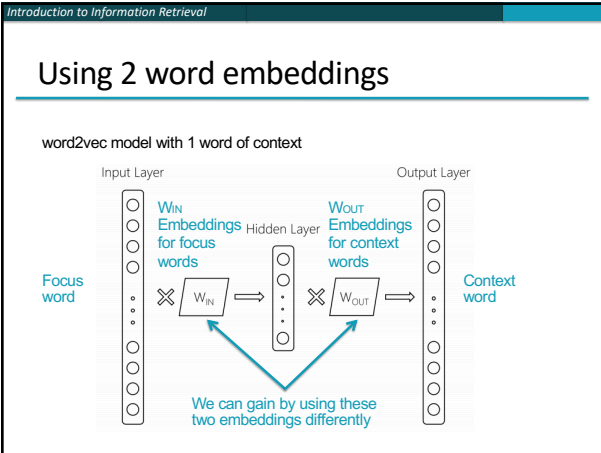 Introduction to Information Retrieval
Using 2 word embeddings
word2vec model with 1 word of context
Input Layer
Output Layer
WIN
Embeddings
for focus
words
Hidden Layer
WOUT
Embeddings
for context
words
Focus
word
WIN
WOUT
Context
word
We can gain by using these
two embeddings differently